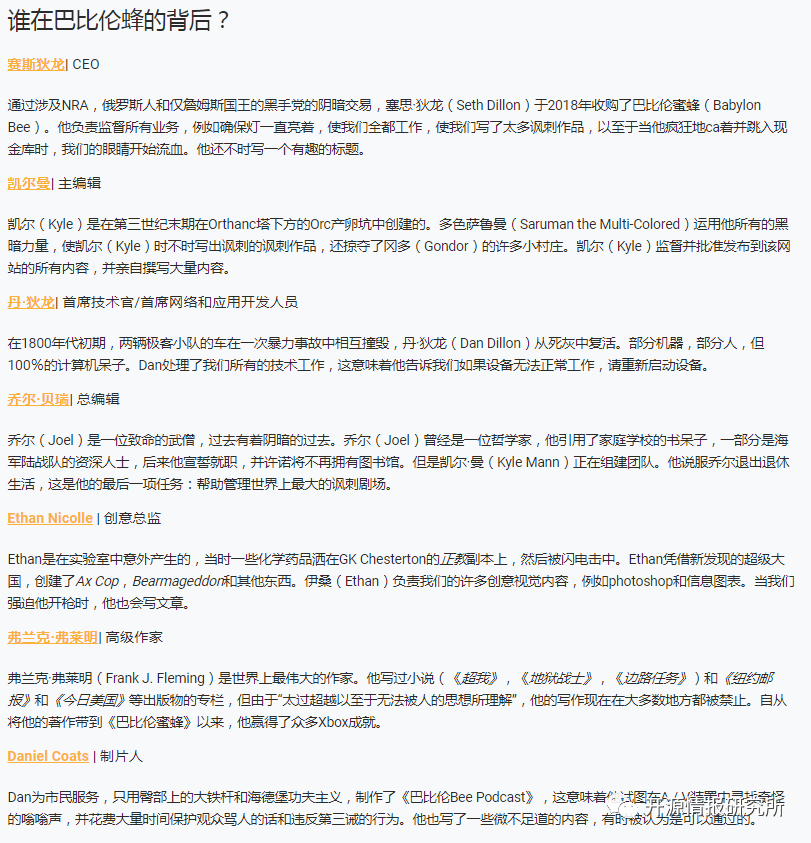 谁在巴比伦蜂的背后？
赛斯狄龙| CEO
通过涉及NRA，俄罗斯人和仅詹姆斯国王的黑手党的阴暗交易，塞思·狄龙（Seth Dillon）于2018年收购了巴比伦蜜蜂（Babylon
Bee）。他负责监督所有业务，例如确保灯一直亮着，使我们全都工作，使我们写了太多讽刺作品，以至于当他疯狂地ca着并跳入现
金库时，我们的眼睛开始流血。他还不时写一个有趣的标题。
凯尔曼| 主编辑
凯尔（Kyle）是在第三世纪末期在Orthanc塔下方的Orc产卵坑中创建的。多色萨鲁曼（Saruman the Multi-Colored）运用他所有的黑
暗力量，使凯尔（Kyle）时不时写出讽刺的讽刺作品，还掠夺了冈多（Gondor）的许多小村庄。凯尔（Kyle）监督并批准发布到该网
站的所有内容，并亲自撰写大量内容。
丹·狄龙| 首席技术官/首席网络和应用开发人员
在1800年代初期，两辆极客小队的车在一次暴力事故中相互撞毁，丹·狄龙（Dan Dillon）从死灰中复活。部分机器，部分人，但
100％的计算机呆子。Dan处理了我们所有的技术工作，这意味着他告诉我们如果设备无法正常工作，请重新启动设备。
乔尔·贝瑞| 总编辑
乔尔（Joel）是一位致命的武僧，过去有着阴暗的过去。乔尔（Joel）曾经是一位哲学家，他引用了家庭学校的书呆子，一部分是海
军陆战队的资深人士，后来他宣誓就职，并许诺将不再拥有图书馆。但是凯尔·曼（Kyle Mann）正在组建团队。他说服乔尔退出退休
生活，这是他的最后一项任务：帮助管理世界上最大的讽刺剧场。
Ethan Nicolle | 创意总监
Ethan是在实验室中意外产生的，当时一些化学药品洒在GK Chesterton的正教副本上，然后被闪电击中。Ethan凭借新发现的超级大
国，创建了Ax Cop，Bearmageddon和其他东西。伊桑（Ethan）负责我们的许多创意视觉内容，例如photoshop和信息图表。当我们
强迫他开枪时，他也会写文章。
弗兰克·弗莱明| 高级作家
弗兰克·弗莱明（Frank J. Fleming）是世界上最伟大的作家。他写过小说（《超我》，《地狱战士》，《边路任务》）和《纽约邮
报》和《今日美国》等出版物的专栏，但由于“太过超越以至于无法被人的思想所理解”，他的写作现在在大多数地方都被禁止。自从
将他的著作带到《巴比伦蜜蜂》以来，他赢得了众多Xbox成就。
Daniel Coats | 制片人
Dan为市民服务，只用臀部上的大铁杆和海德堡功夫主义，制作了《巴比伦Bee Podcast》，这意味着他试图在A / V装置中寻找奇怪
的嗡嗡声，并花费大量时间保护观众骂人的话和违反第三诫的行为。他也写了一些微不足道的内容，有时被认为是可以通过的。
开源情报研究所